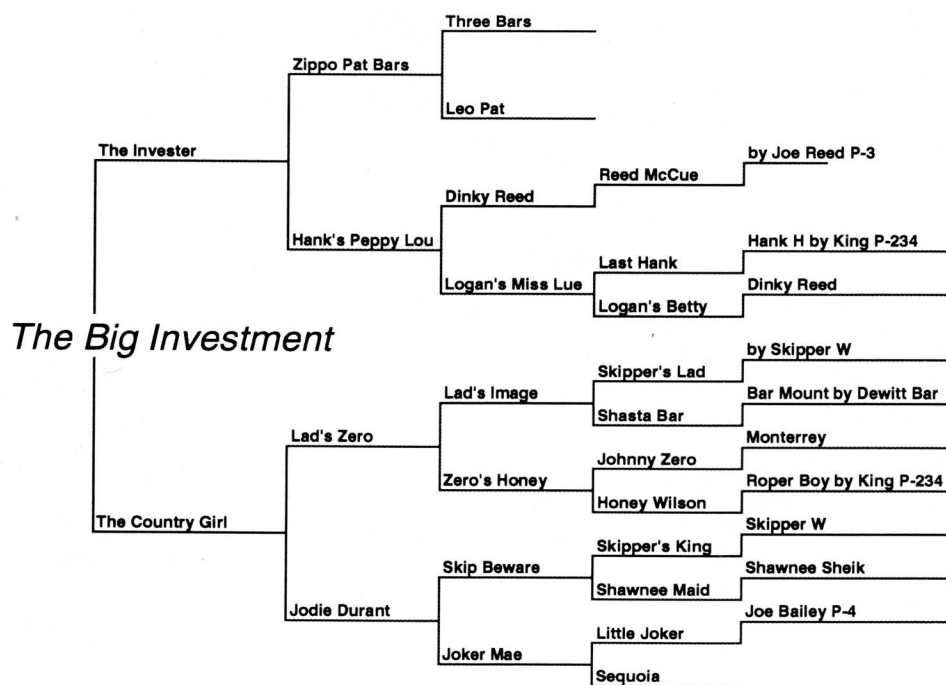 Three Bars
Zippo Pat Bars
Leo Pat
The Invester
by Joe Reed P-3
Reed McCue
Dinky Reed
Hank's Peppy Lou
Hank H by King P-234
Last Hank
Logan's Miss Lue
Dinky Reed
Logan's Betty
The Big Investment
by Skipper W
Skipper's Lad
Lad's Image
Bar Mount by Dewitt Bar
Shasta Bar
Lad's Zero
Monterrey
Johnny Zero
Zero's Honey
Roper Boy by King P-234
Honey Wilson
The Country Girl
Skipper W
Skipper's King
Skip Beware
Shawnee Sheik
Shawnee Maid
Jodie Durant
Joe Bailey P-4
Little Joker
Joker Mae
Sequoia